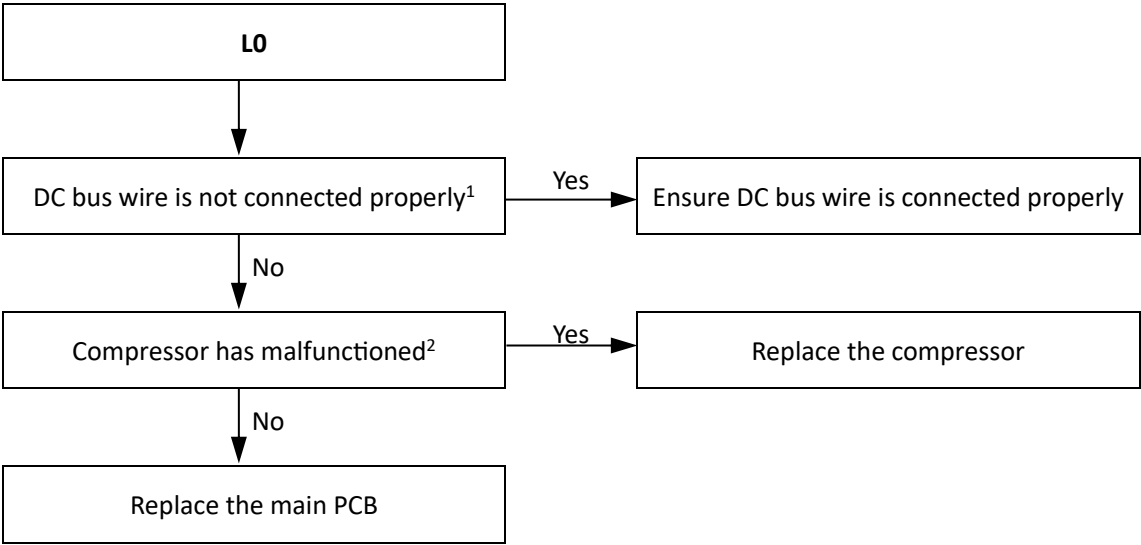 L0
DC bus wire is not connected properly¹
Yes
Ensure DC bus wire is connected properly
No
Compressor has malfunctioned²
Yes
Replace the compressor
No
Replace the main PCB